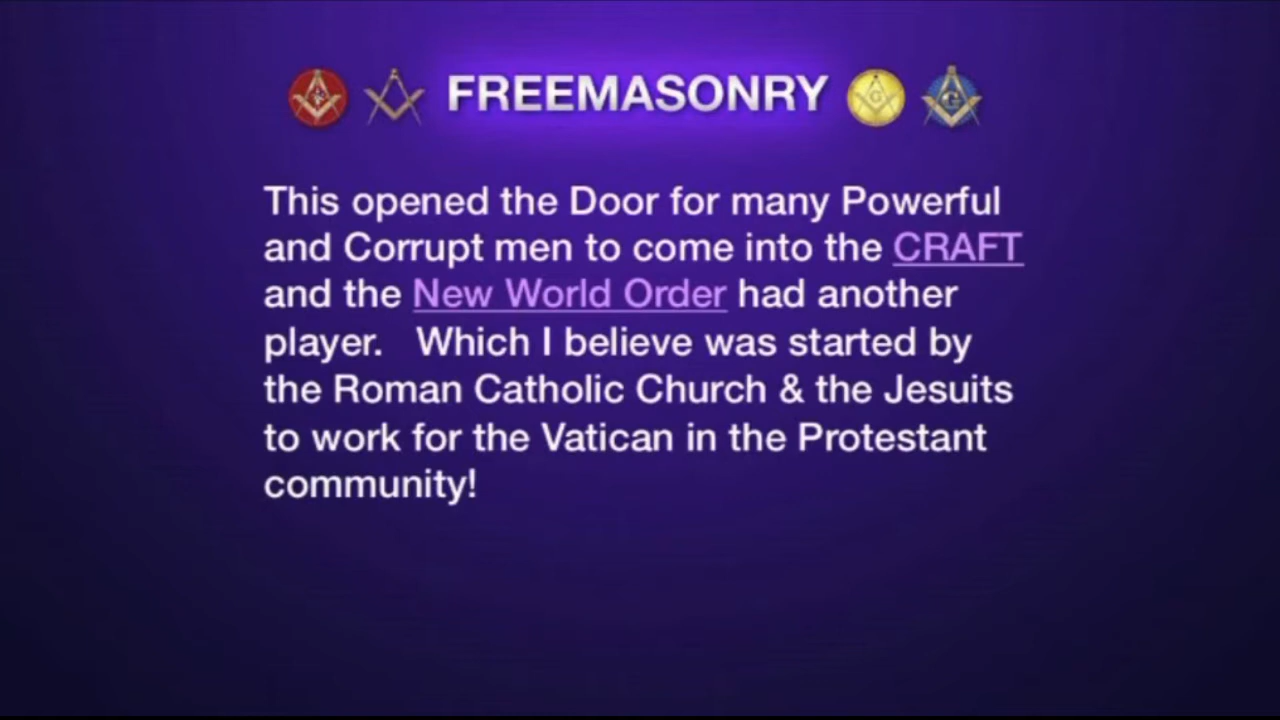 FREEMASONRY
This opened the Door for many Powerful
and Corrupt men to come into the CRAFT
and the New World Order had another
player.   Which I believe was started by
the Roman Catholic Church & the Jesuits
to work for the Vatican in the Protestant
community!